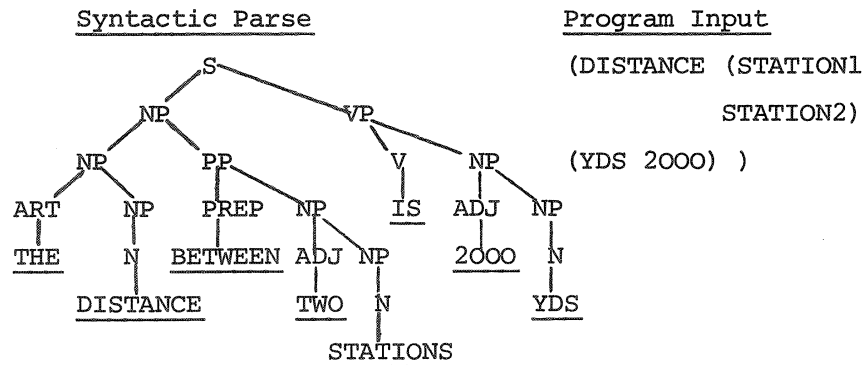 Syntactic Parse Program Input
S (DISTANCE (STATION1
STATION2)
NP VP
NP PP V NP (YDS 2000) )
ART NP PREP NP IS ADJ NP
THE N BETWEEN ADJ NP 2000 N
DISTANCE TWO N YDS
STATIONS